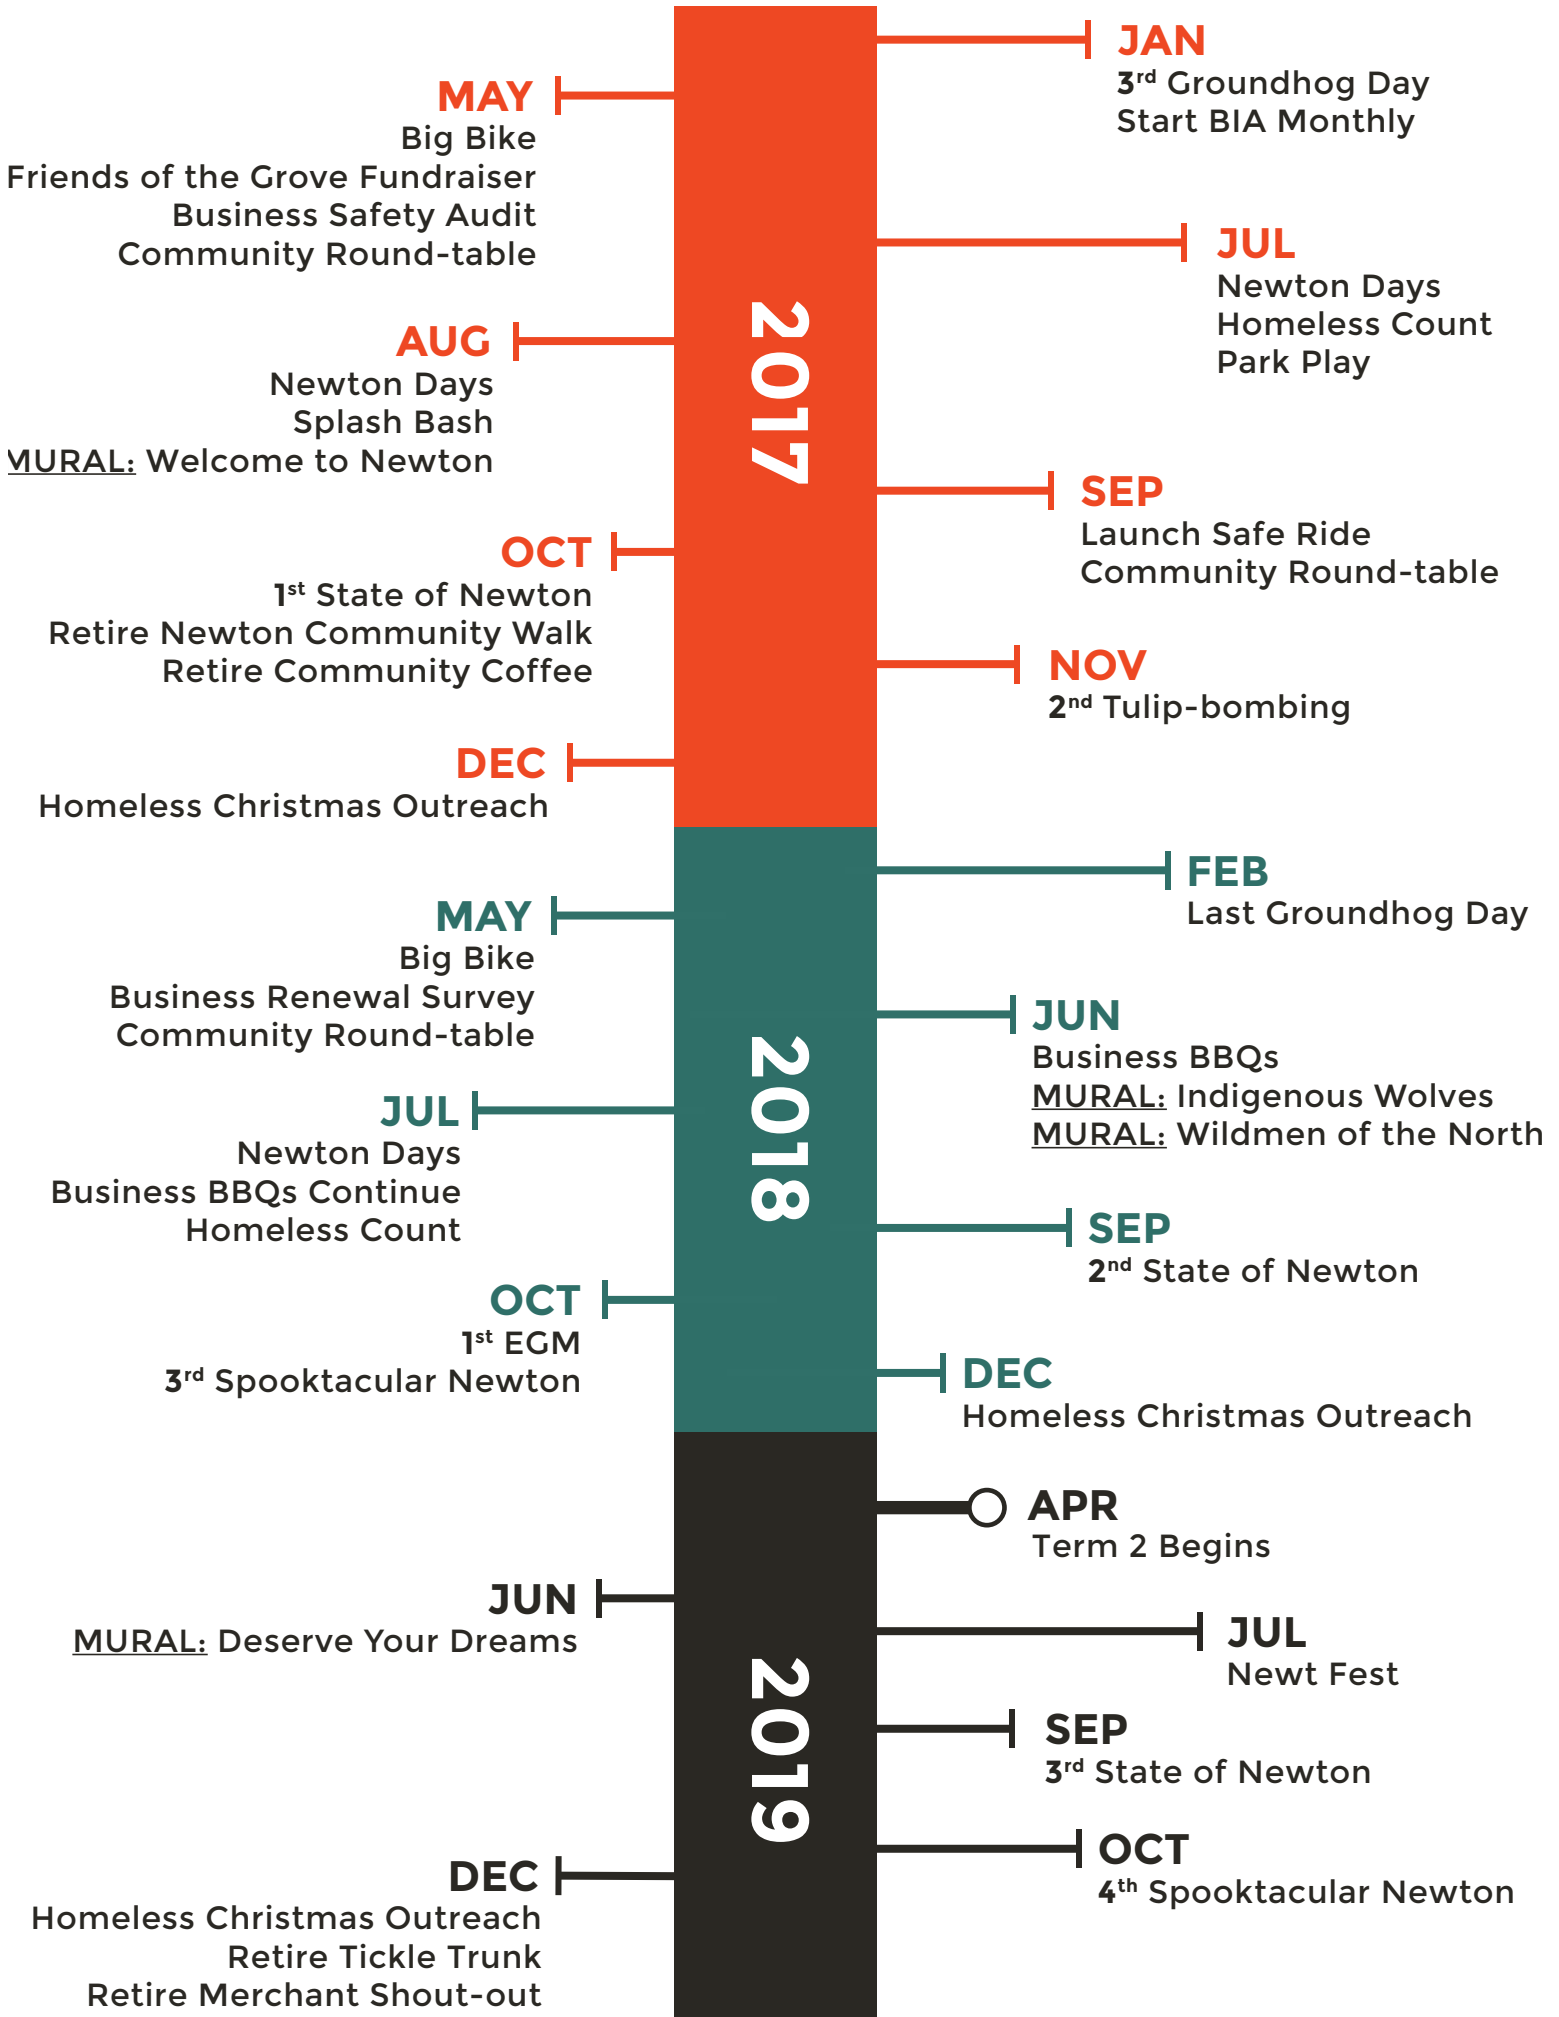 JAN
3rd Groundhog Day
Start BIA Monthly
MAY
Big Bike
Friends of the Grove Fundraiser
Business Safety Audit
Community Round-table
JUL
Newton Days
Homeless Count
Park Play
2017
AUG
Newton Days
Splash Bash
MURAL: Welcome to Newton
SEP
Launch Safe Ride
Community Round-table
OCT
1st State of Newton
Retire Newton Community Walk
Retire Community Coffee
NOV
2nd Tulip-bombing
DEC
Homeless Christmas Outreach
FEB
Last Groundhog Day
MAY
Big Bike
Business Renewal Survey
Community Round-table
JUN
Business BBQs
MURAL: Indigenous Wolves
MURAL: Wildmen of the North
2018
JUL
Newton Days
Business BBQs Continue
Homeless Count
SEP
2nd State of Newton
OCT
1st EGM
3rd Spooktacular Newton
DEC
Homeless Christmas Outreach
APR
Term 2 Begins
JUN
MURAL: Deserve Your Dreams
JUL
Newt Fest
2019
SEP
3rd State of Newton
OCT
4th Spooktacular Newton
DEC
Homeless Christmas Outreach
Retire Tickle Trunk
Retire Merchant Shout-out